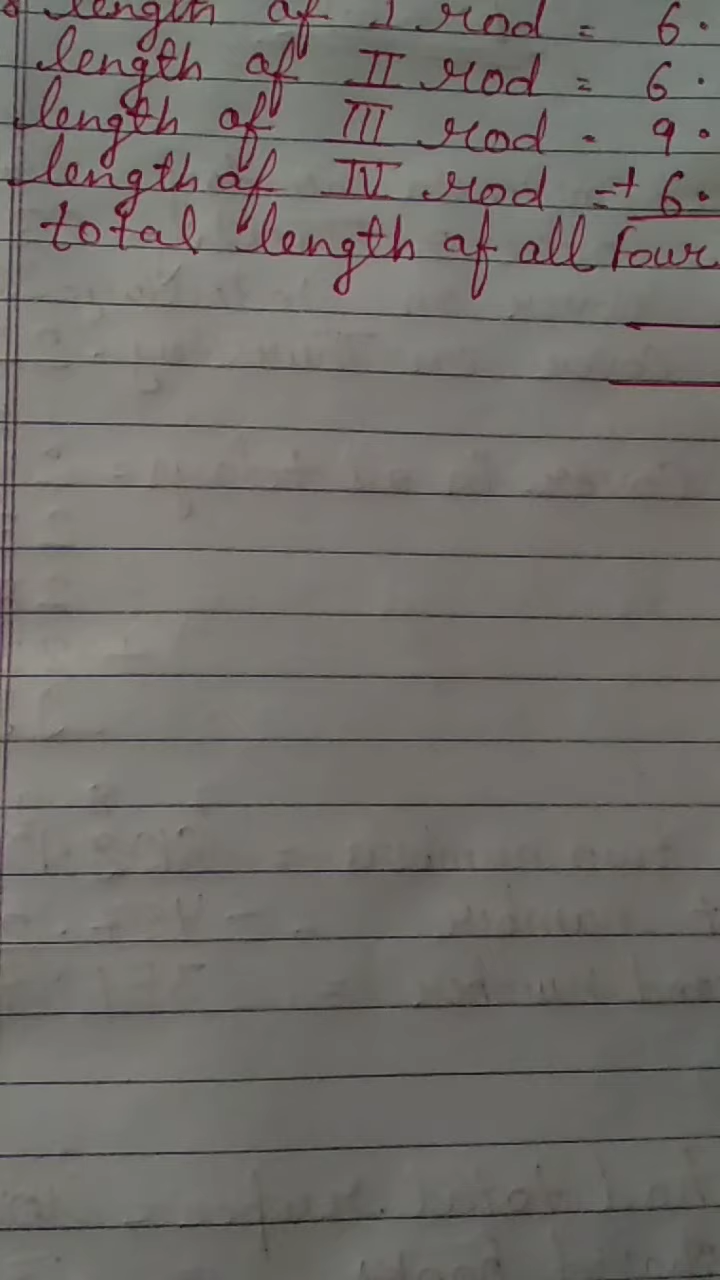 length of I rod = 6.
length of II rod = 6.
length of III rod = 9.
length of IV rod =+ 6.
total length of all four